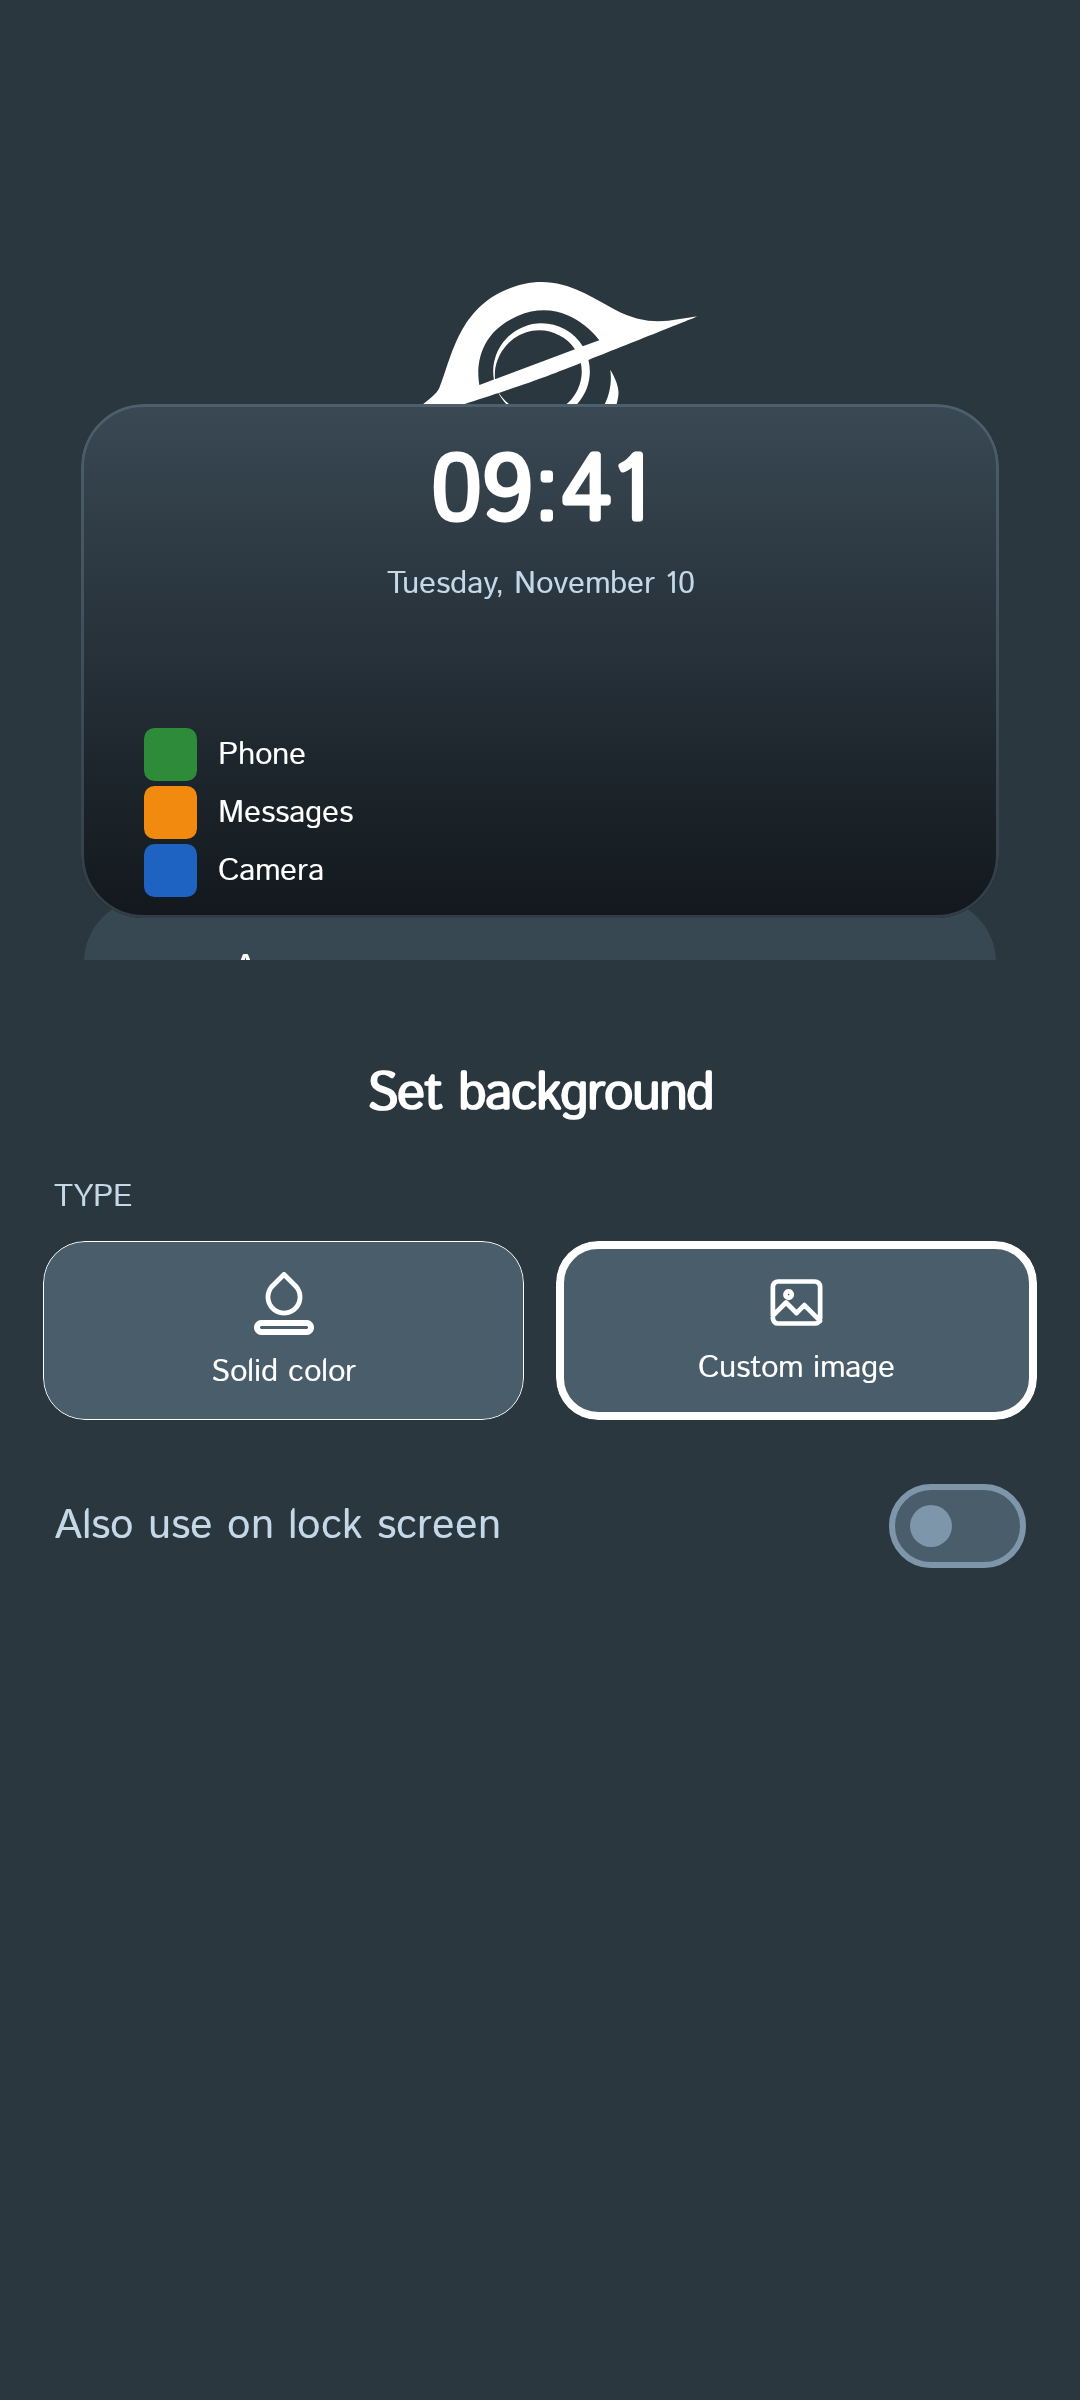 09:41
Tuesday, November 10
Phone
Messages
Camera
Set background
TYPE
Solid color
Custom image
Also use on lock screen